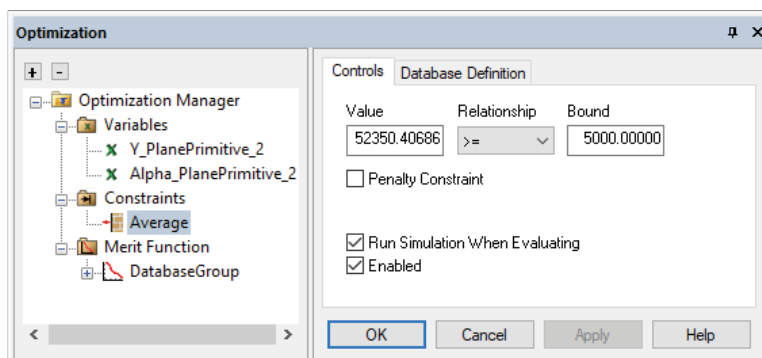 Optimization
Optimization Manager
Variables
Y_PlanePrimitive_2
Alpha_PlanePrimitive_2
Constraints
Average
Merit Function
DatabaseGroup
Controls
Database Definition
Value Relationship Bound
52350.40686 >= 5000.00000
Penalty Constraint
Run Simulation When Evaluating
Enabled
OK Cancel Apply Help